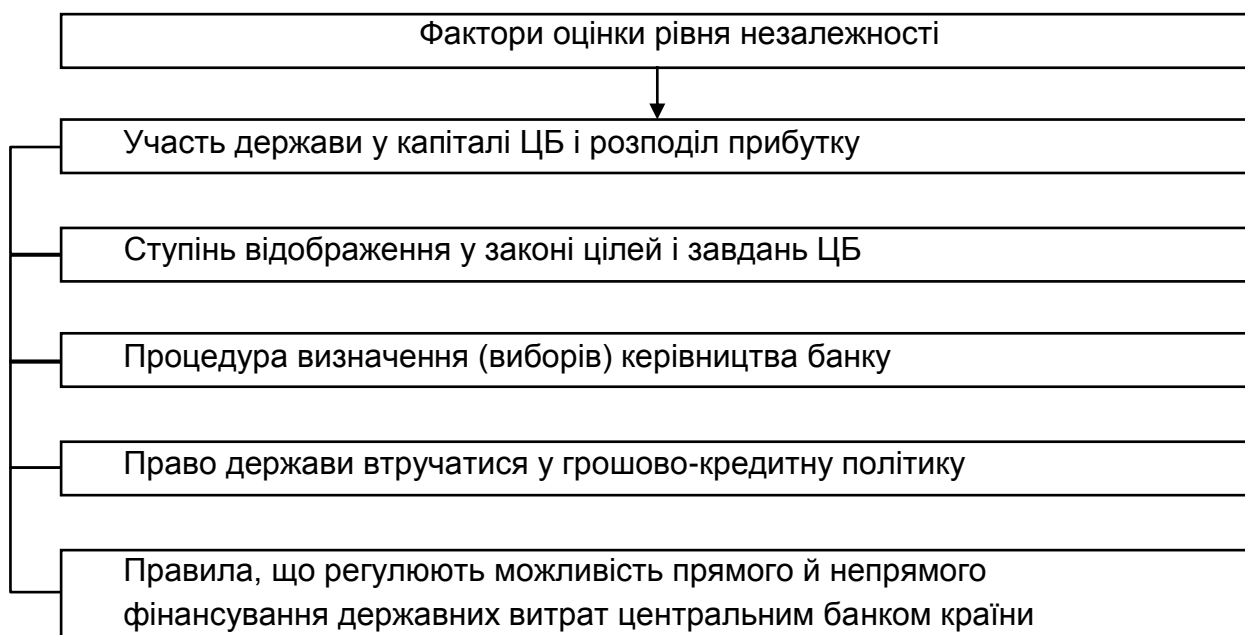 Фактори оцінки рівня незалежності
Участь держави у капіталі ЦБ і розподіл прибутку
Ступінь відображення у законі цілей і завдань ЦБ
Процедура визначення (виборів) керівництва банку
Право держави втручатися у грошово-кредитну політику
Правила, що регулюють можливість прямого й непрямого
фінансування державних витрат центральним банком країни